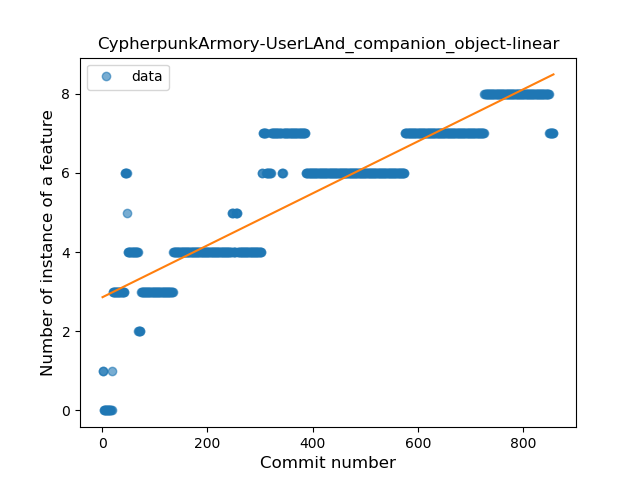 CypherpunkArmory-UserLAnd_companion_object-linear
data
Number of instance of a feature
8
6
4
2
0
0 200 400 600 800
Commit number